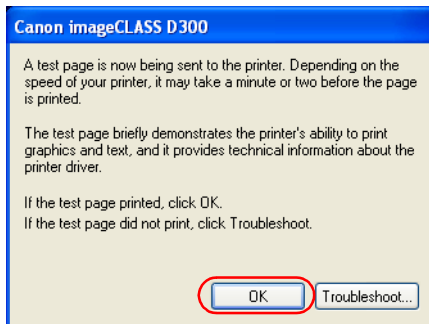 Canon imageCLASS D300
A test page is now being sent to the printer. Depending on the
speed of your printer, it may take a minute or two before the page
is printed.
The test page briefly demonstrates the printer's ability to print
graphics and text, and it provides technical information about the
printer driver.
If the test page printed, click OK.
If the test page did not print, click Troubleshoot.
OK
Troubleshoot...